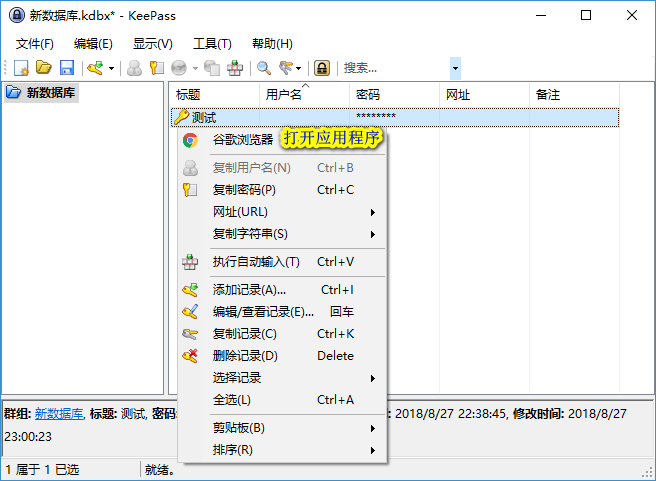 新数据库.kdbx* - KeePass
文件(F) 编辑(E) 显示(V) 工具(T) 帮助(H)
搜索...
新数据库
标题 用户名 密码 网址 备注
测试 ********
谷歌浏览器 打开应用程序
复制用户名(N) Ctrl+B
复制密码(P) Ctrl+C
网址(URL)
复制字符串(S)
执行自动输入(T) Ctrl+V
添加记录(A)... Ctrl+I
编辑/查看记录(E)... 回车
复制记录(C) Ctrl+K
删除记录(D) Delete
选择记录
全选(L) Ctrl+A
剪贴板(B)
排序(R)
群组: 新数据库, 标题: 测试, 密码: 2018/8/27 22:38:45, 修改时间: 2018/8/27
23:00:23
1 属于 1 已选 就绪。